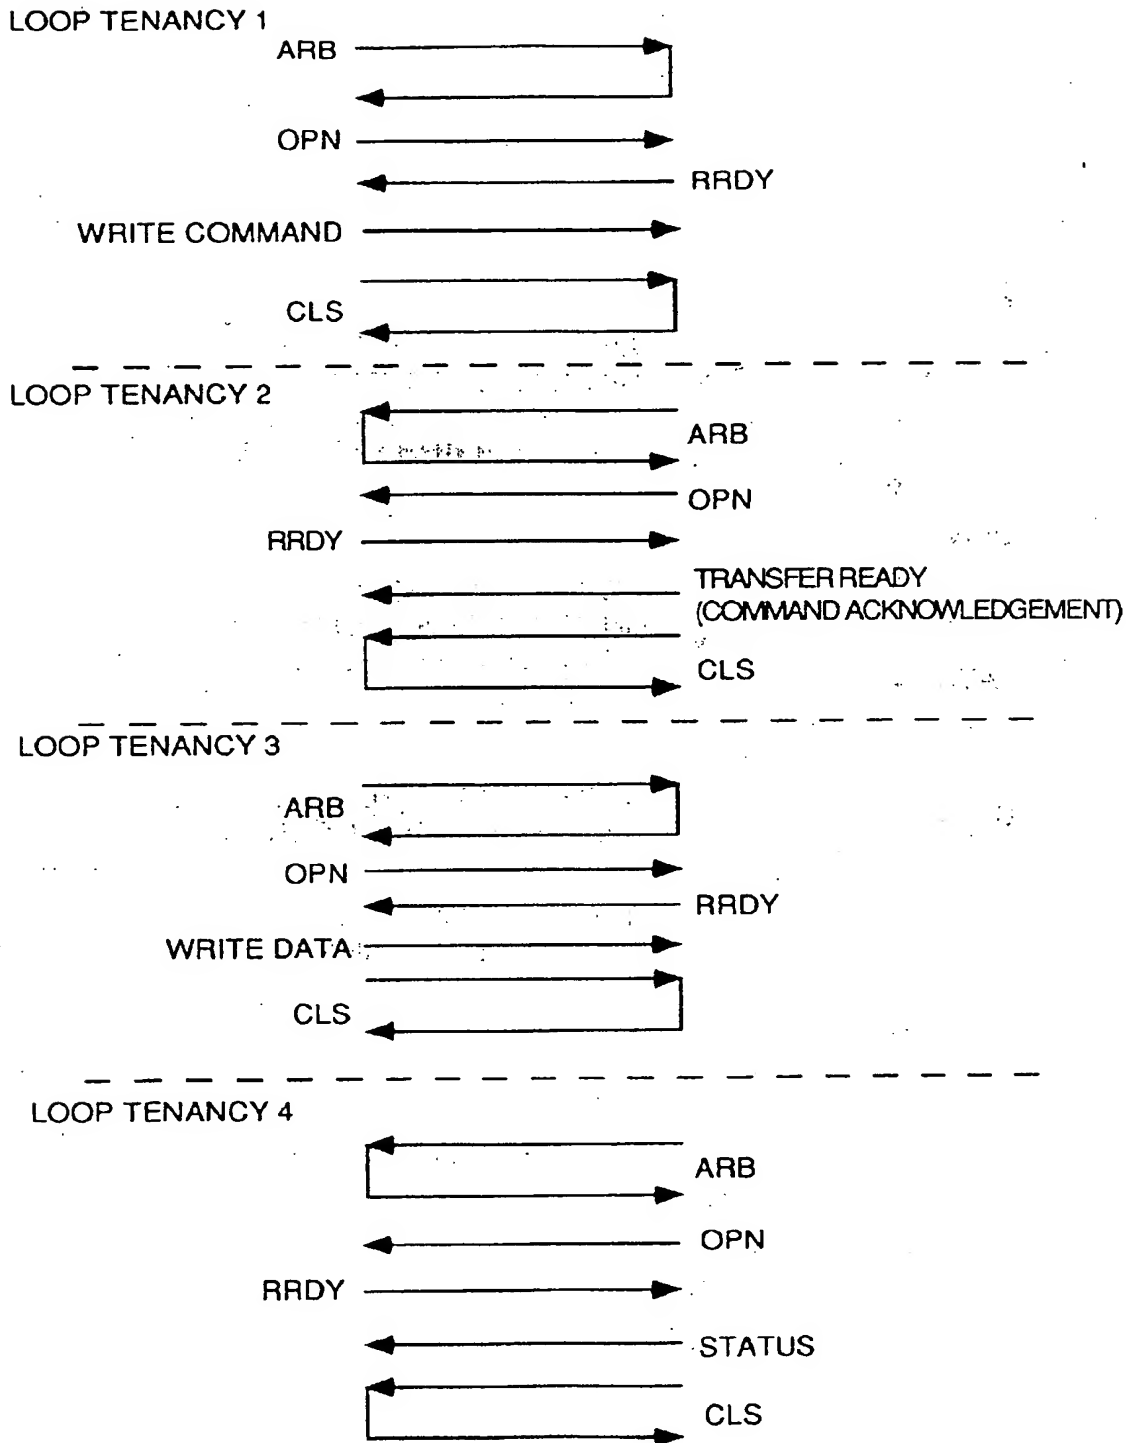 LOOP TENANCY 1
ARB
OPN
RRDY
WRITE COMMAND
CLS
LOOP TENANCY 2
ARB
OPN
RRDY
TRANSFER READY
(COMMAND ACKNOWLEDGEMENT)
CLS
LOOP TENANCY 3
ARB
OPN
RRDY
WRITE DATA
CLS
LOOP TENANCY 4
ARB
OPN
RRDY
STATUS
CLS